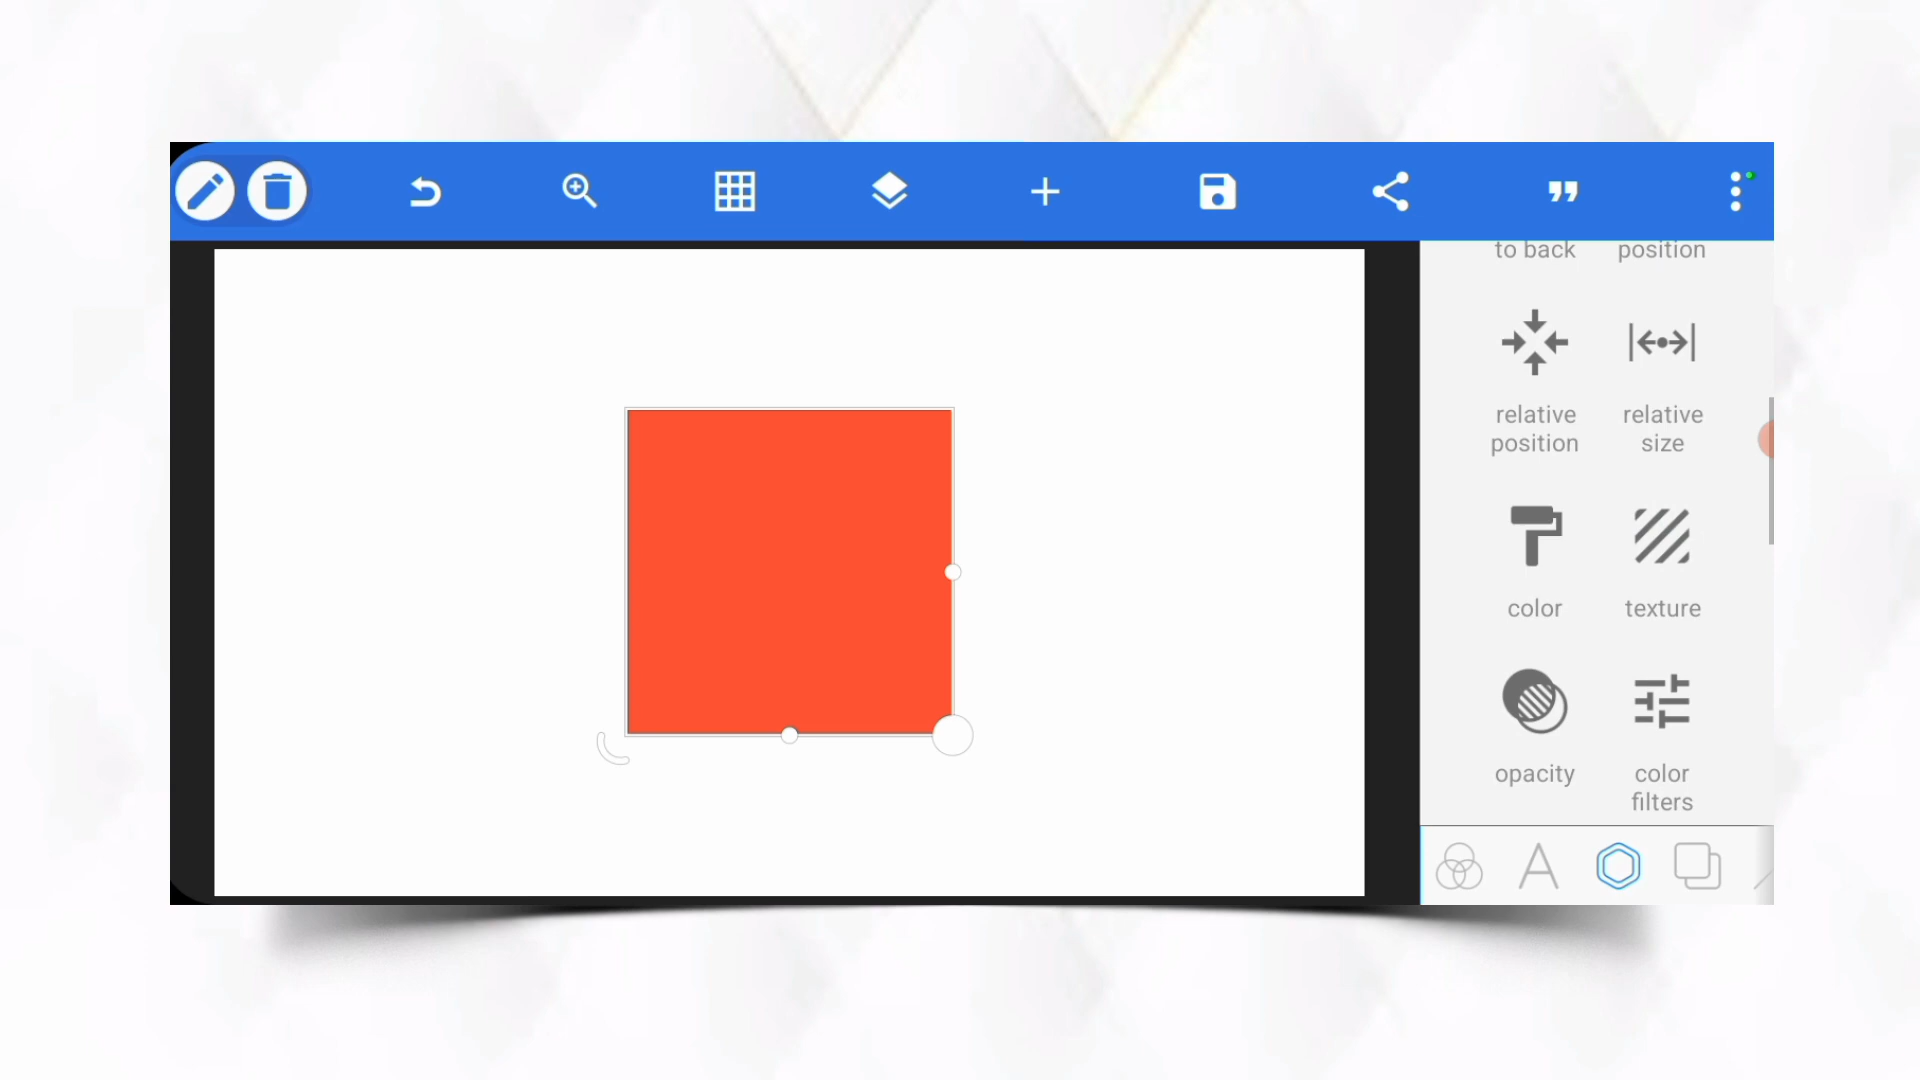 to back
position
relative
position
relative
size
color
texture
opacity
color
filters